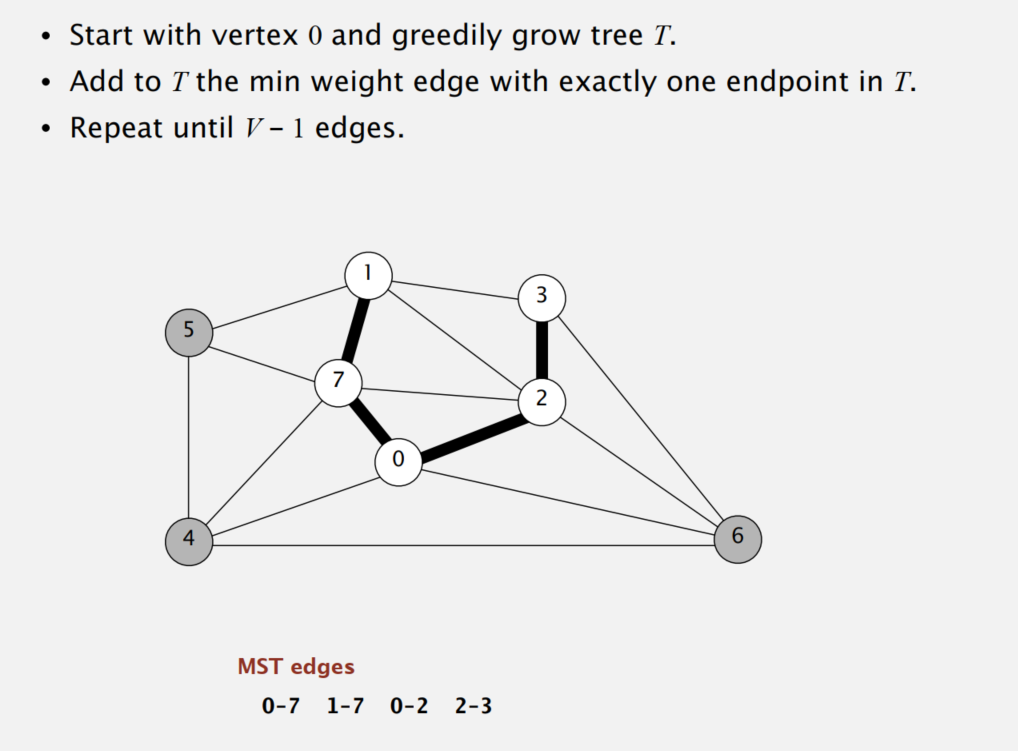 • Start with vertex 0 and greedily grow tree T.
• Add to T the min weight edge with exactly one endpoint in T.
• Repeat until V – 1 edges.
1
3
5
7
2
0
4
6
MST edges
0-7 1-7 0-2 2-3